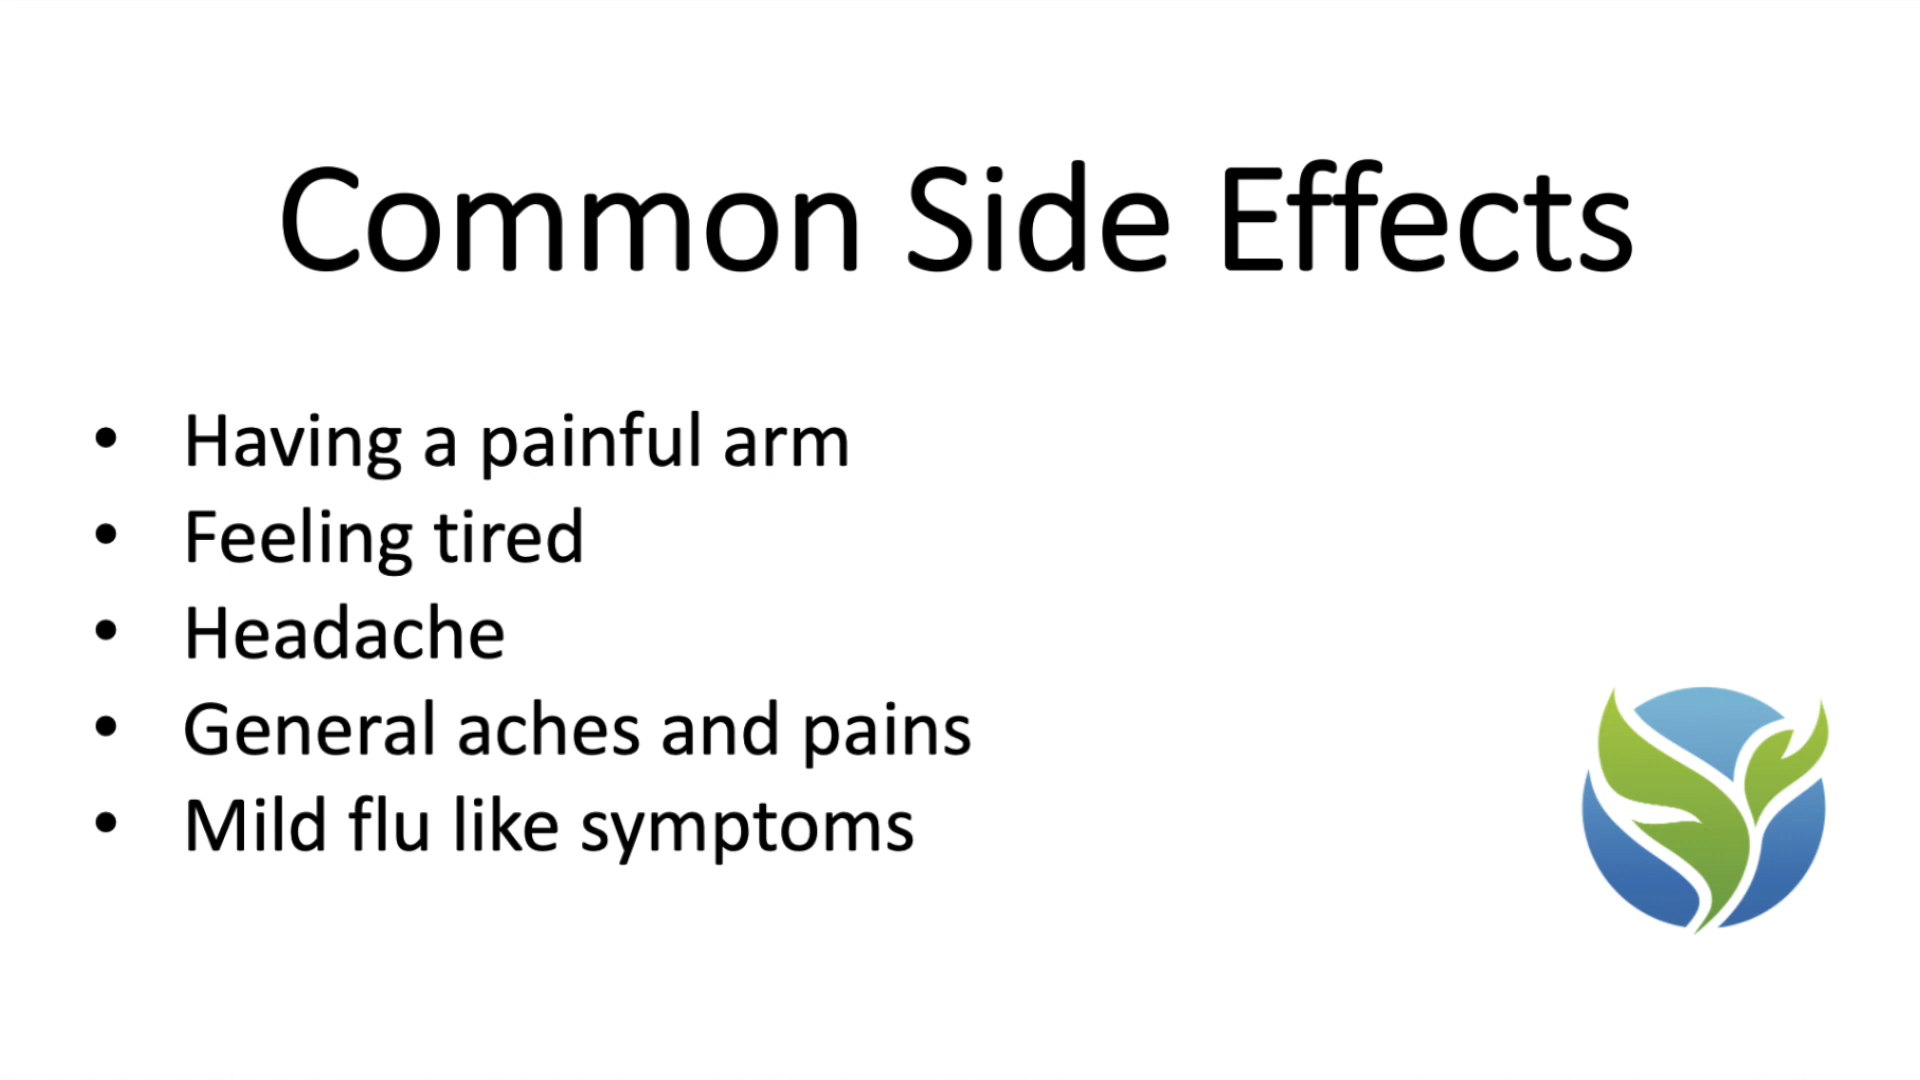 Common Side Effects
• Having a painful arm
• Feeling tired
• Headache
• General aches and pains
• Mild flu like symptoms